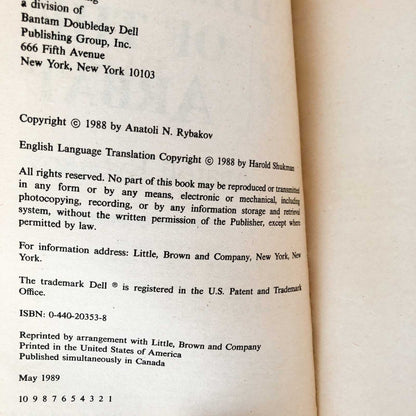 a division of
Bantam Doubleday Dell
Publishing Group, Inc.
666 Fifth Avenue
New York, New York 10103
Copyright © 1988 by Anatoli N. Rybakov
English Language Translation Copyright © 1988 by Harold Shukman
All rights reserved. No part of this book may be reproduced or transmitted
in any form or by any means, electronic or mechanical, including
photocopying, recording, or by any information storage and retrieval
system, without the written permission of the Publisher, except where
permitted by law.
For information address: Little, Brown and Company, New York, New
York.
The trademark Dell ® is registered in the U.S. Patent and Trademark
Office.
ISBN: 0-440-20353-8
Reprinted by arrangement with Little, Brown and Company
Printed in the United States of America
Published simultaneously in Canada
May 1989
10 9 8 7 6 5 4 3 2 1